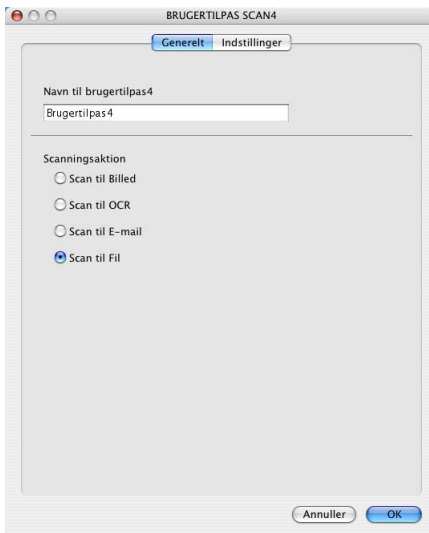 BRUGERTILPAS SCAN4
Generelt Indstillinger
Navn til brugertilpas4
Brugertilpas4
Scanningsaktion
Scan til Billed
Scan til OCR
Scan til E-mail
Scan til Fil
Annuller OK